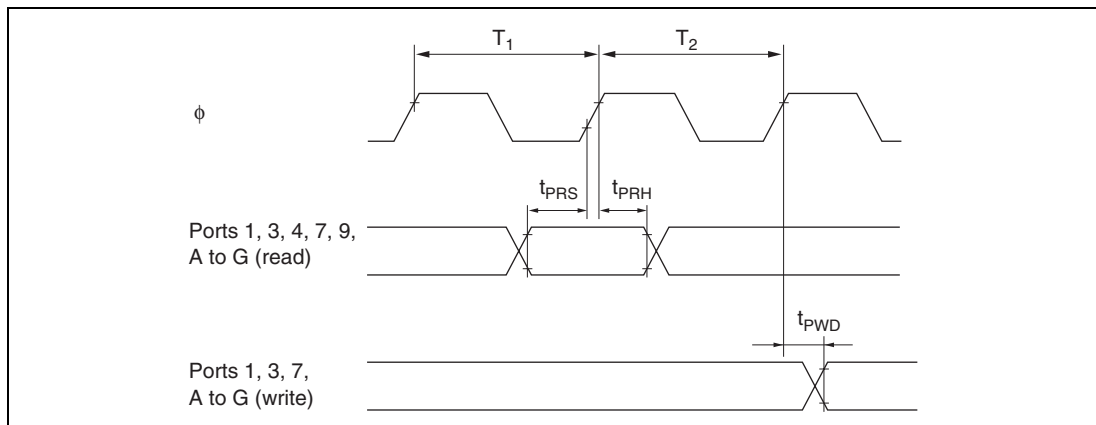 T1 T2
ϕ
tPRS tPRH
Ports 1, 3, 4, 7, 9,
A to G (read)
tPWD
Ports 1, 3, 7,
A to G (write)